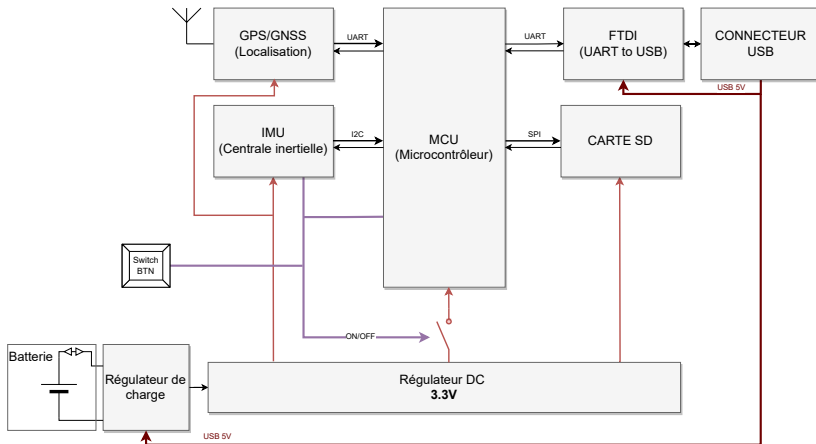 GPS/GNSS
(Localisation)
UART
UART
FTDI
(UART to USB)
CONNECTEUR
USB
USB 5V
IMU
(Centrale inertielle)
I2C
MCU
(Microcontrôleur)
SPI
CARTE SD
Switch
BTN
ON/OFF
Batterie
Régulateur de
charge
Régulateur DC
3.3V
USB 5V